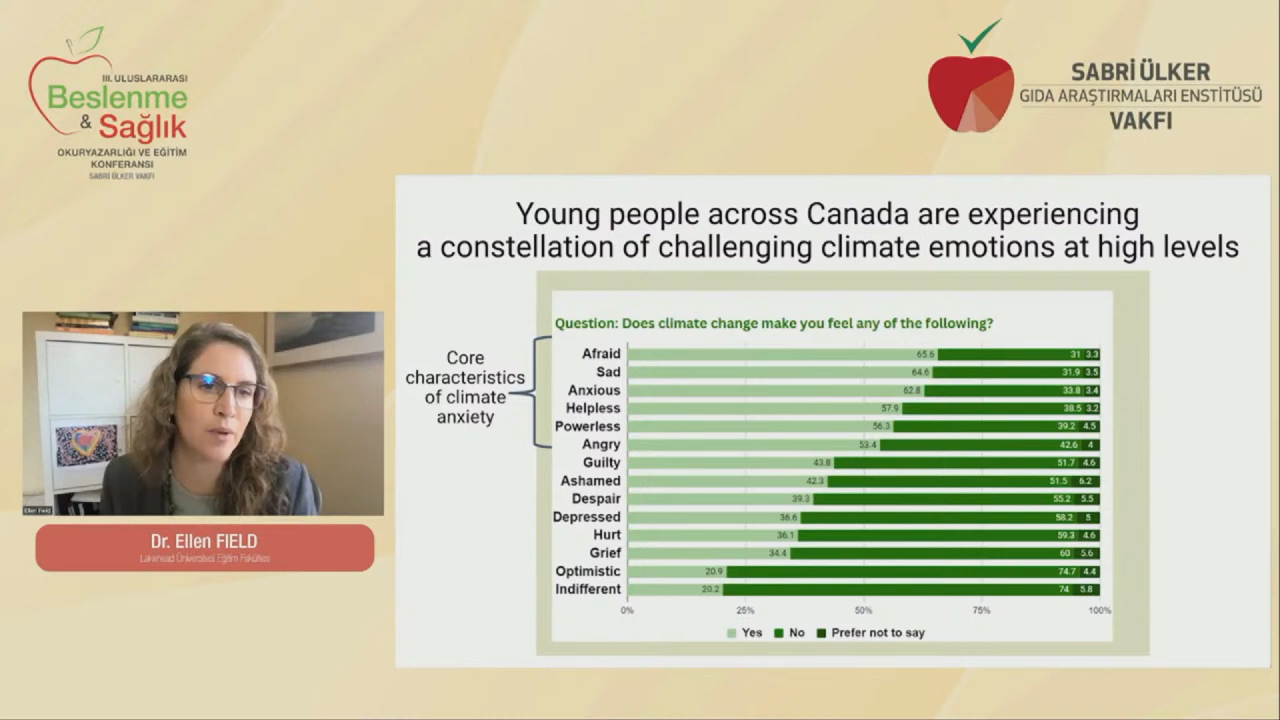 III. ULUSLARARASI
Beslenme
& Sağlık
OKURYAZARLIĞI VE EĞİTİM
KONFERANSI
SABRİ ÜLKER VAKFI
SABRİ ÜLKER
GIDA ARAŞTIRMALARI ENSTİTÜSÜ
VAKFI
Young people across Canada are experiencing
a constellation of challenging climate emotions at high levels
Question: Does climate change make you feel any of the following?
Core
characteristics
of climate
anxiety
Afraid 65.6 31 3.3
Sad 64.6 31.9 3.5
Anxious 62.8 33.8 3.4
Helpless 57.9 38.5 3.2
Powerless 56.3 39.2 4.5
Angry 53.4 42.6 4
Guilty 43.8 51.7 4.6
Ashamed 42.3 51.5 6.2
Despair 39.3 55.2 5.5
Depressed 36.6 58.2 5
Hurt 36.1 59.3 4.6
Grief 34.4 60 5.6
Optimistic 20.9 74.7 4.4
Indifferent 20.2 74 5.8
0% 25% 50% 75% 100%
Yes No Prefer not to say
Ellen Field
Dr. Ellen FIELD
Lakehead Üniversitesi Eğitim Fakültesi